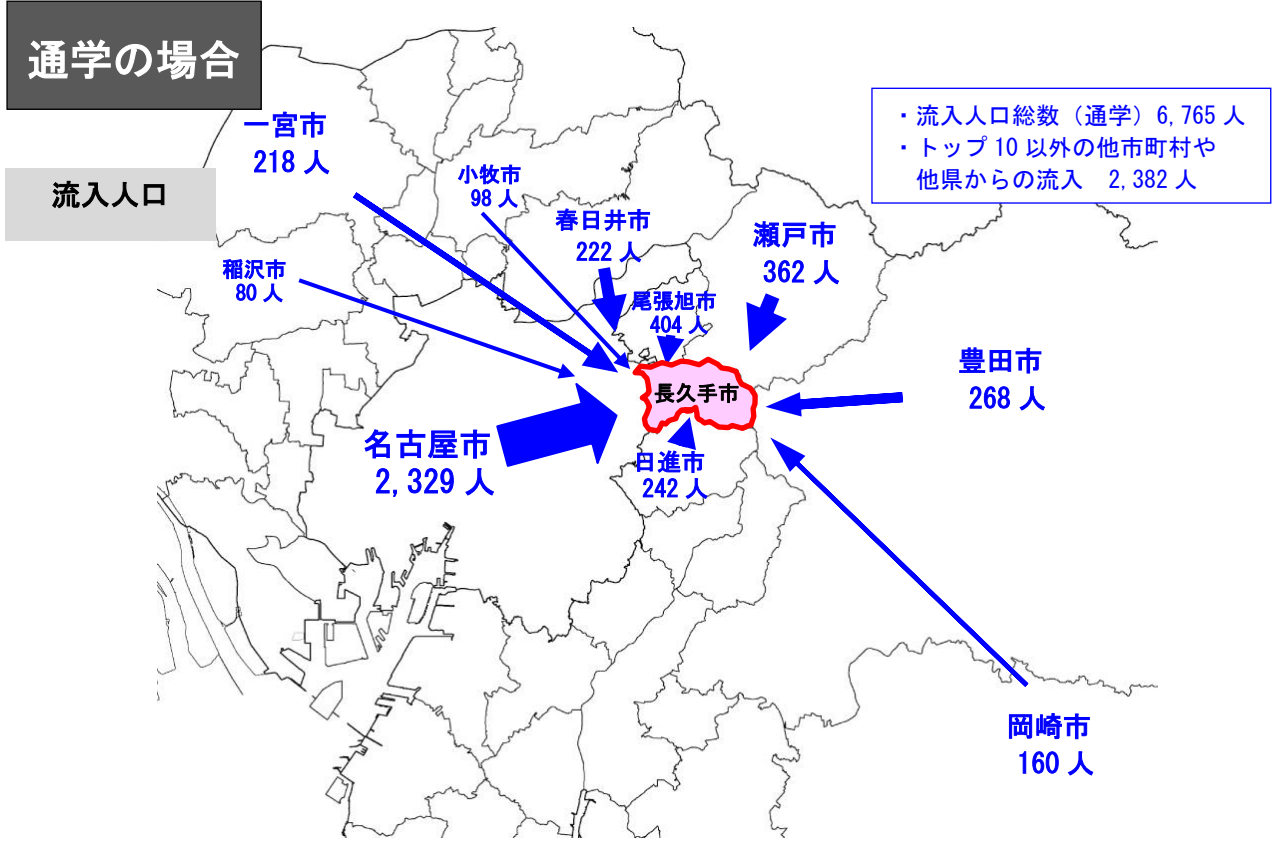 通学の場合
流入人口
・流入人口総数（通学）6,765 人
・トップ 10 以外の他市町村や
他県からの流入　2,382 人
一宮市
218 人
小牧市
98 人
春日井市
222 人
瀬戸市
362 人
稲沢市
80 人
尾張旭市
404 人
豊田市
268 人
長久手市
名古屋市
2,329 人
日進市
242 人
岡崎市
160 人